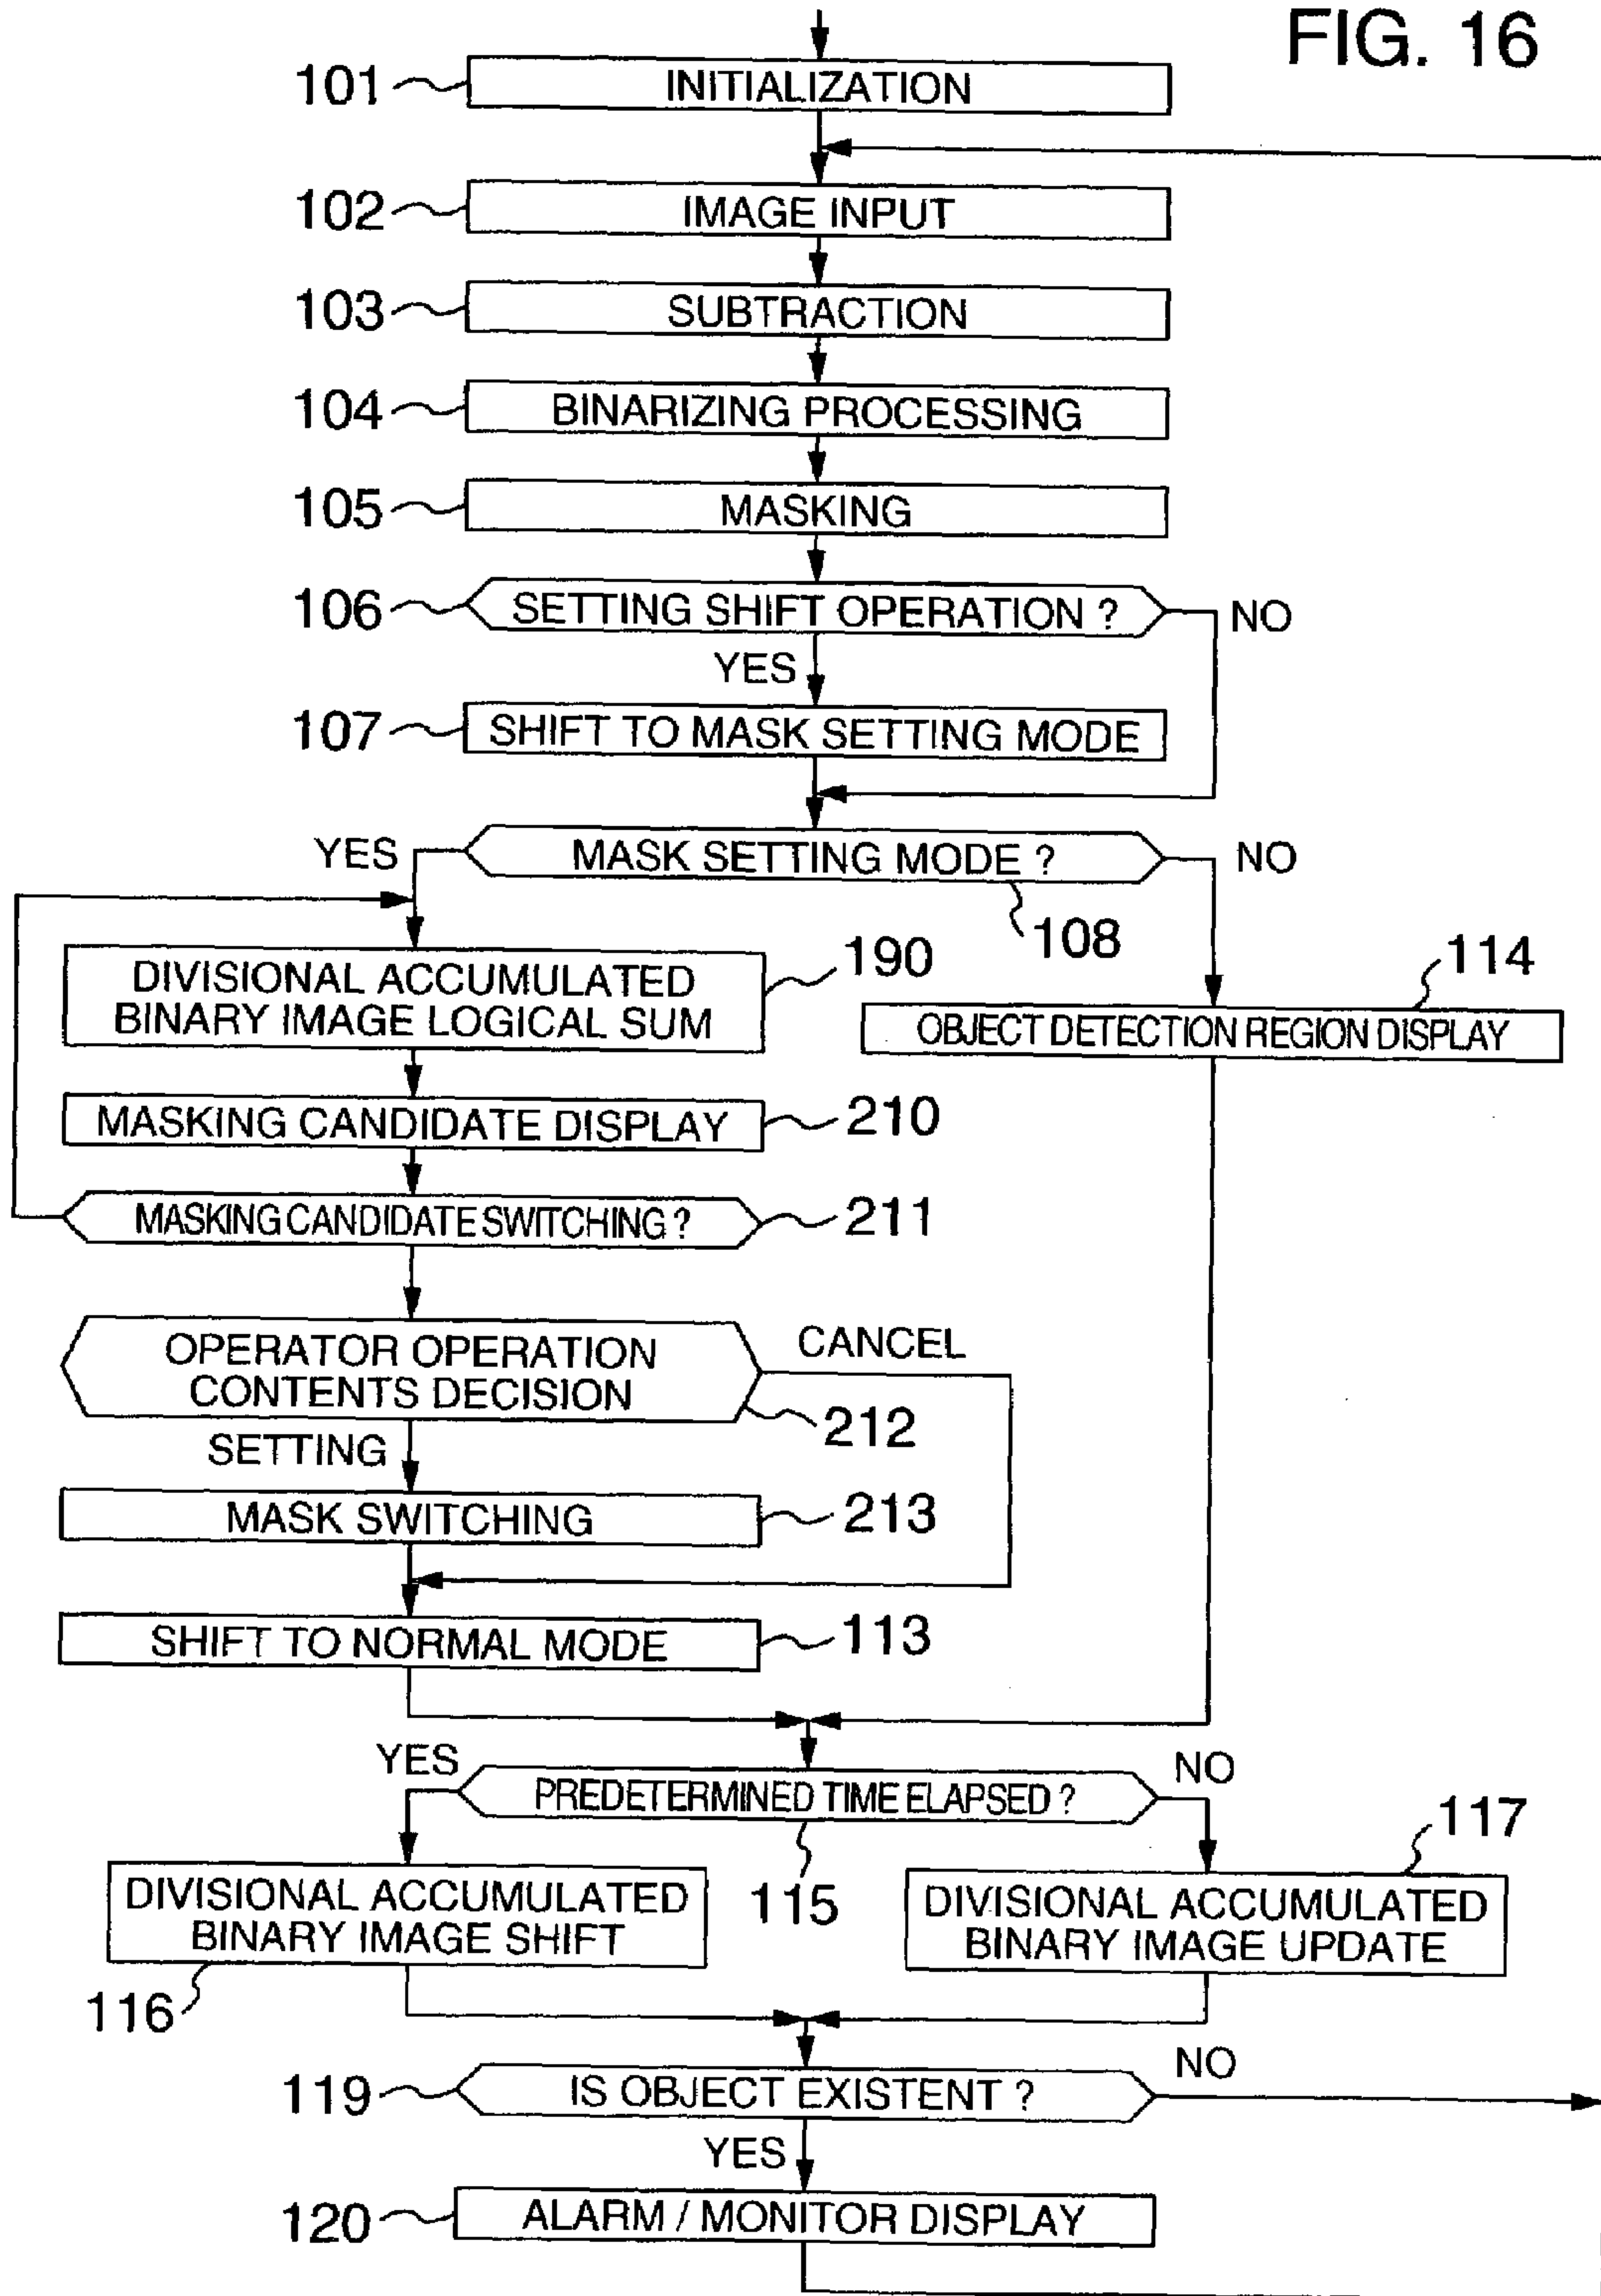 FIG. 16
101
INITIALIZATION
102
IMAGE INPUT
103
SUBTRACTION
104
BINARIZING PROCESSING
105
MASKING
106
SETTING SHIFT OPERATION ?
NO
YES
107
SHIFT TO MASK SETTING MODE
YES
MASK SETTING MODE ?
NO
108
DIVISIONAL ACCUMULATED
BINARY IMAGE LOGICAL SUM
190
114
OBJECT DETECTION REGION DISPLAY
MASKING CANDIDATE DISPLAY
210
MASKING CANDIDATE SWITCHING ?
211
OPERATOR OPERATION
CONTENTS DECISION
CANCEL
212
SETTING
MASK SWITCHING
213
SHIFT TO NORMAL MODE
113
YES
PREDETERMINED TIME ELAPSED ?
NO
115
117
DIVISIONAL ACCUMULATED
BINARY IMAGE SHIFT
116
DIVISIONAL ACCUMULATED
BINARY IMAGE UPDATE
119
IS OBJECT EXISTENT ?
NO
YES
120
ALARM / MONITOR DISPLAY